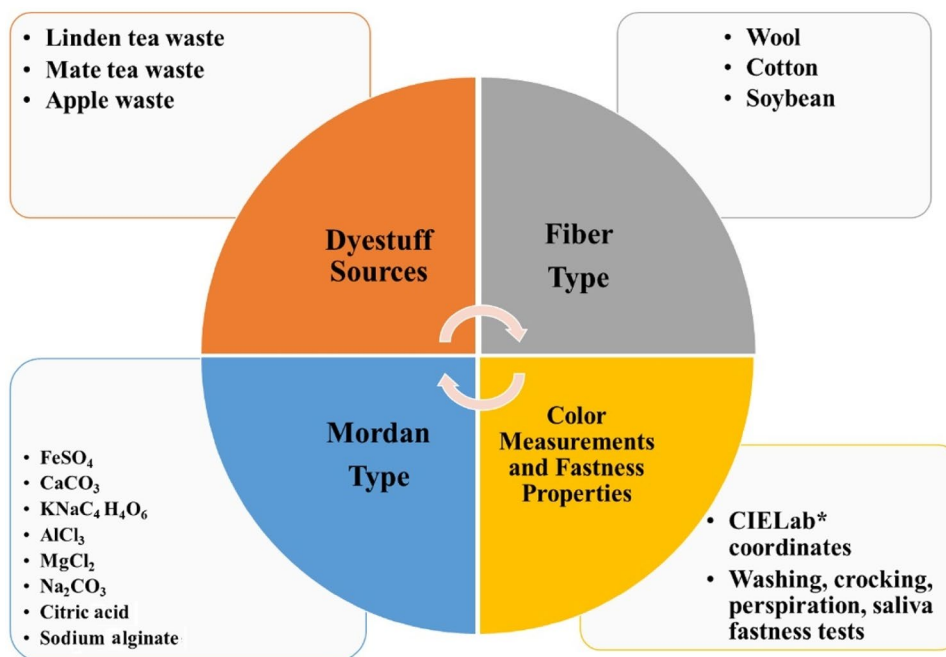 • Linden tea waste
• Mate tea waste
• Apple waste
• Wool
• Cotton
• Soybean
Dyestuff
Sources
Fiber
Type
Mordan
Type
Color
Measurements
and Fastness
Properties
• FeSO₄
• CaCO₃
• KNaC₄ H₄O₆
• AlCl₃
• MgCl₂
• Na₂CO₃
• Citric acid
• Sodium alginate
• CIELab*
coordinates
• Washing, crocking,
perspiration, saliva
fastness tests